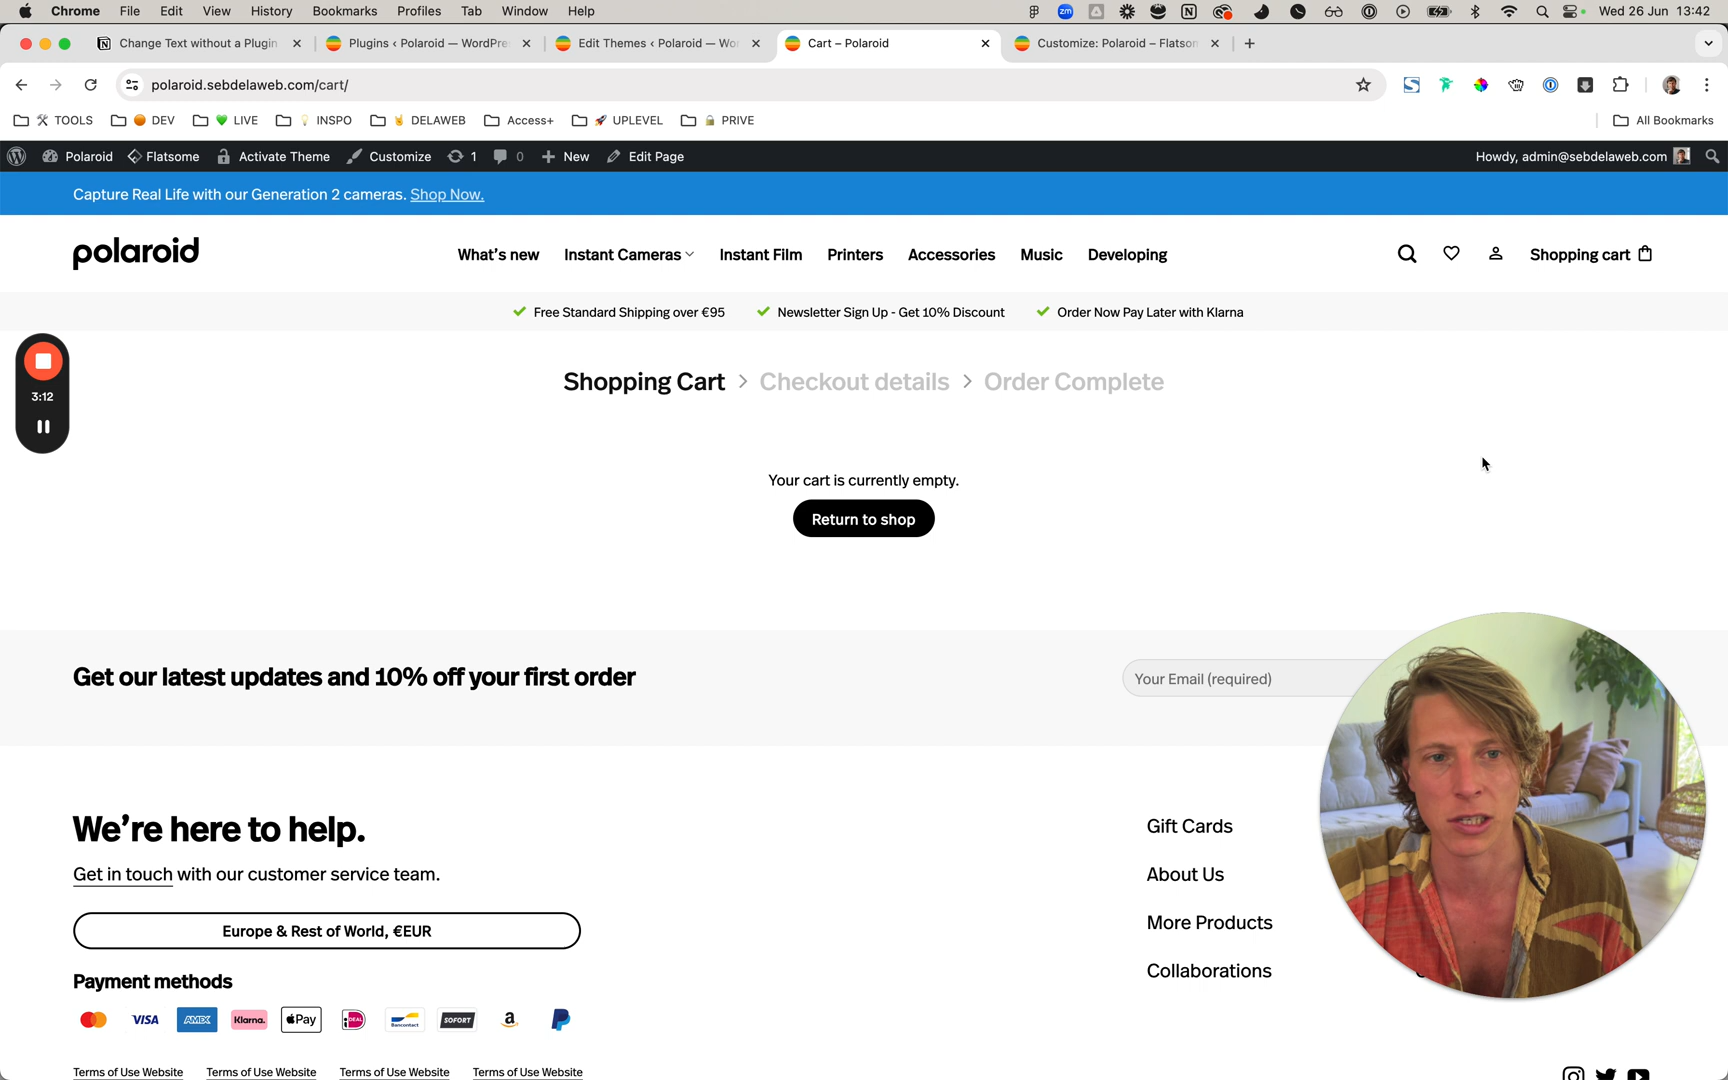 Chrome File Edit View History Bookmarks Profiles Tab Window Help Wed 26 Jun 13:42
Change Text without a Plugin Plugins ‹ Polaroid — WordPre Edit Themes ‹ Polaroid — Wor Cart – Polaroid Customize: Polaroid – Flatsom
polaroid.sebdelaweb.com/cart/
TOOLS DEV LIVE INSPO DELAWEB Access+ UPLEVEL PRIVE All Bookmarks
Polaroid Flatsome Activate Theme Customize 1 0 New Edit Page Howdy, admin@sebdelaweb.com
Capture Real Life with our Generation 2 cameras. Shop Now.
polaroid What's new Instant Cameras Instant Film Printers Accessories Music Developing Shopping cart
Free Standard Shipping over €95 Newsletter Sign Up - Get 10% Discount Order Now Pay Later with Klarna
Shopping Cart > Checkout details > Order Complete
3:12
Your cart is currently empty.
Return to shop
Get our latest updates and 10% off your first order
Your Email (required)
We're here to help.
Gift Cards
Get in touch with our customer service team.
About Us
More Products
Europe & Rest of World, €EUR
Collaborations
Payment methods
VISA AMEX Klarna. Pay iDEAL Bancontact SOFORT a
Terms of Use Website Terms of Use Website Terms of Use Website Terms of Use Website